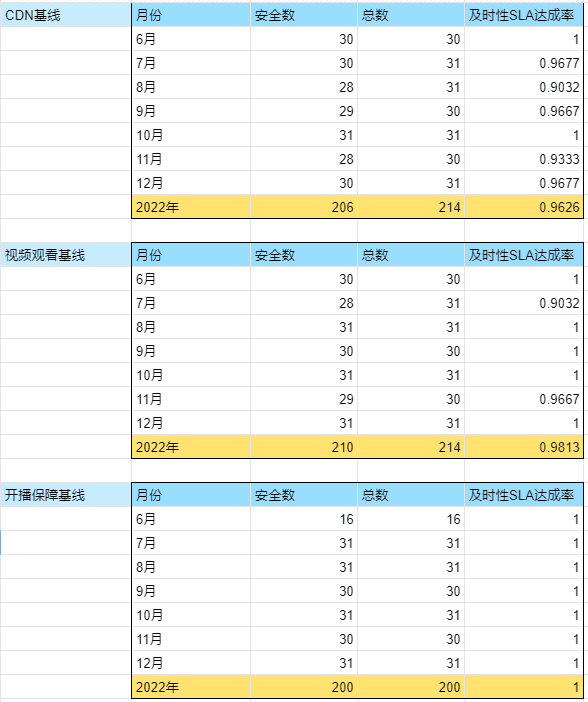 CDN基线 月份 安全数 总数 及时性SLA达成率
6月 30 30 1
7月 30 31 0.9677
8月 28 31 0.9032
9月 29 30 0.9667
10月 31 31 1
11月 28 30 0.9333
12月 30 31 0.9677
2022年 206 214 0.9626
视频观看基线 月份 安全数 总数 及时性SLA达成率
6月 30 30 1
7月 28 31 0.9032
8月 31 31 1
9月 30 30 1
10月 31 31 1
11月 29 30 0.9667
12月 31 31 1
2022年 210 214 0.9813
开播保障基线 月份 安全数 总数 及时性SLA达成率
6月 16 16 1
7月 31 31 1
8月 31 31 1
9月 30 30 1
10月 31 31 1
11月 30 30 1
12月 31 31 1
2022年 200 200 1